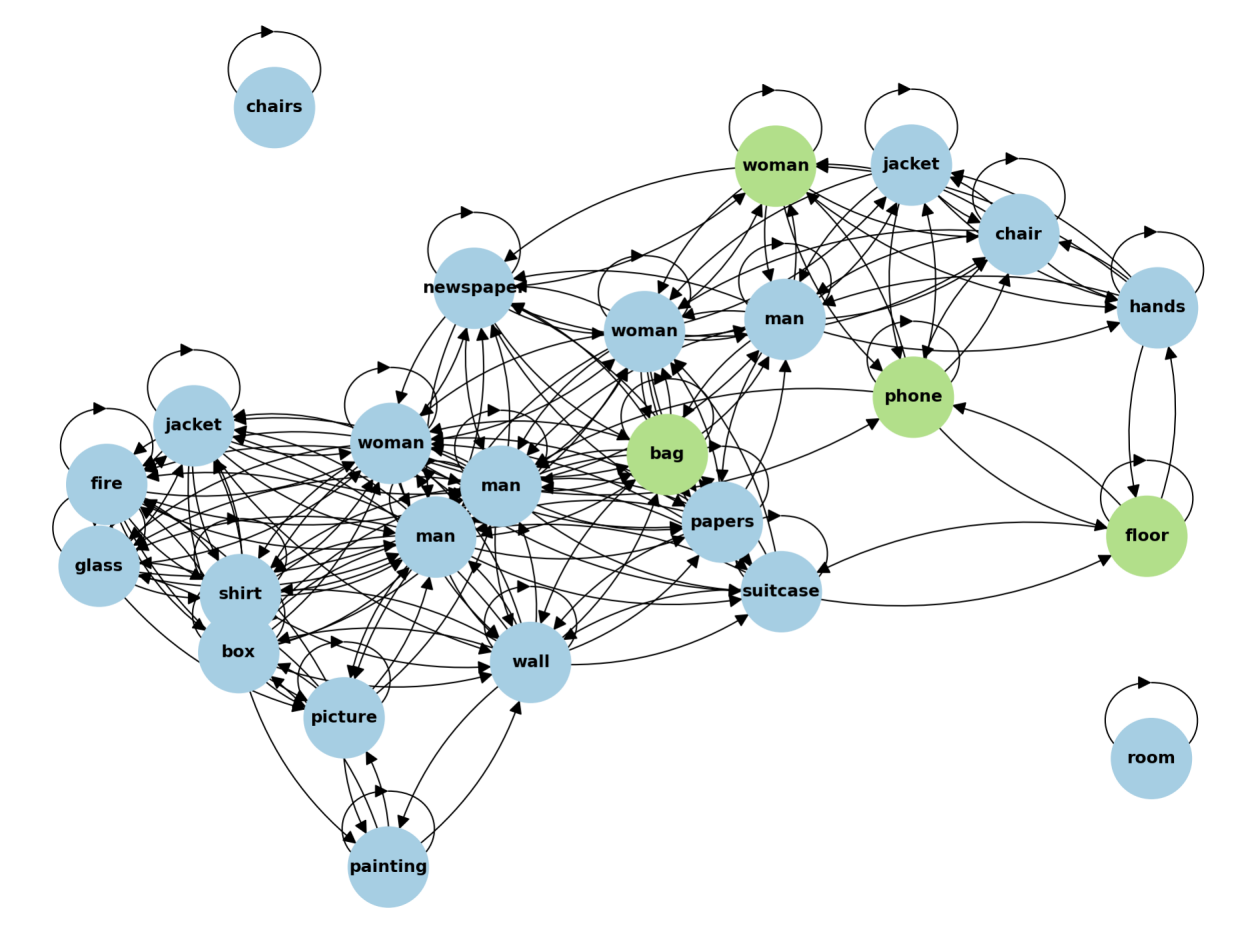 chairs
woman
jacket
chair
newspaper
hands
woman
man
phone
jacket
woman
bag
fire
man
papers
man
floor
glass
shirt
suitcase
box
wall
picture
room
painting